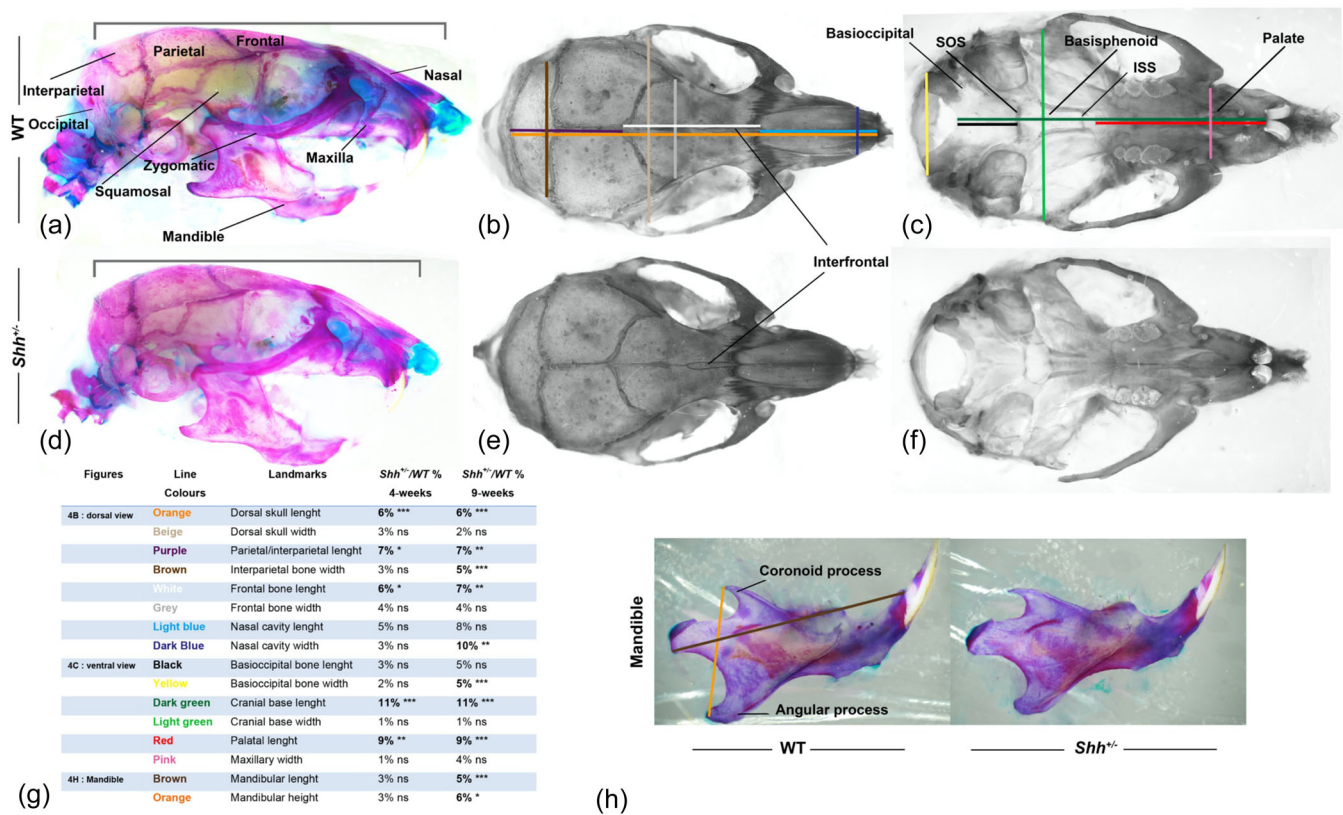 WT
Parietal
Frontal
Nasal
Interparietal
Occipital
Zygomatic
Maxilla
Squamosal
Mandible
(a)
(b)
Basioccipital
SOS
Basisphenoid
ISS
Palate
(c)
Interfrontal
Shh+/-
(d)
(e)
(f)
Figures Line Colours Landmarks Shh+/-/WT % 4-weeks Shh+/-/WT % 9-weeks
4B : dorsal view Orange Dorsal skull lenght 6% *** 6% ***
Beige Dorsal skull width 3% ns 2% ns
Purple Parietal/interparietal lenght 7% * 7% **
Brown Interparietal bone width 3% ns 5% ***
White Frontal bone lenght 6% * 7% **
Grey Frontal bone width 4% ns 4% ns
Light blue Nasal cavity lenght 5% ns 8% ns
Dark Blue Nasal cavity width 3% ns 10% **
4C : ventral view Black Basioccipital bone lenght 3% ns 5% ns
Yellow Basioccipital bone width 2% ns 5% ***
Dark green Cranial base lenght 11% *** 11% ***
Light green Cranial base width 1% ns 1% ns
Red Palatal lenght 9% ** 9% ***
Pink Maxillary width 1% ns 4% ns
4H : Mandible Brown Mandibular lenght 3% ns 5% ***
Orange Mandibular height 3% ns 6% *
(g)
Mandible
Coronoid process
Angular process
WT
Shh+/-
(h)